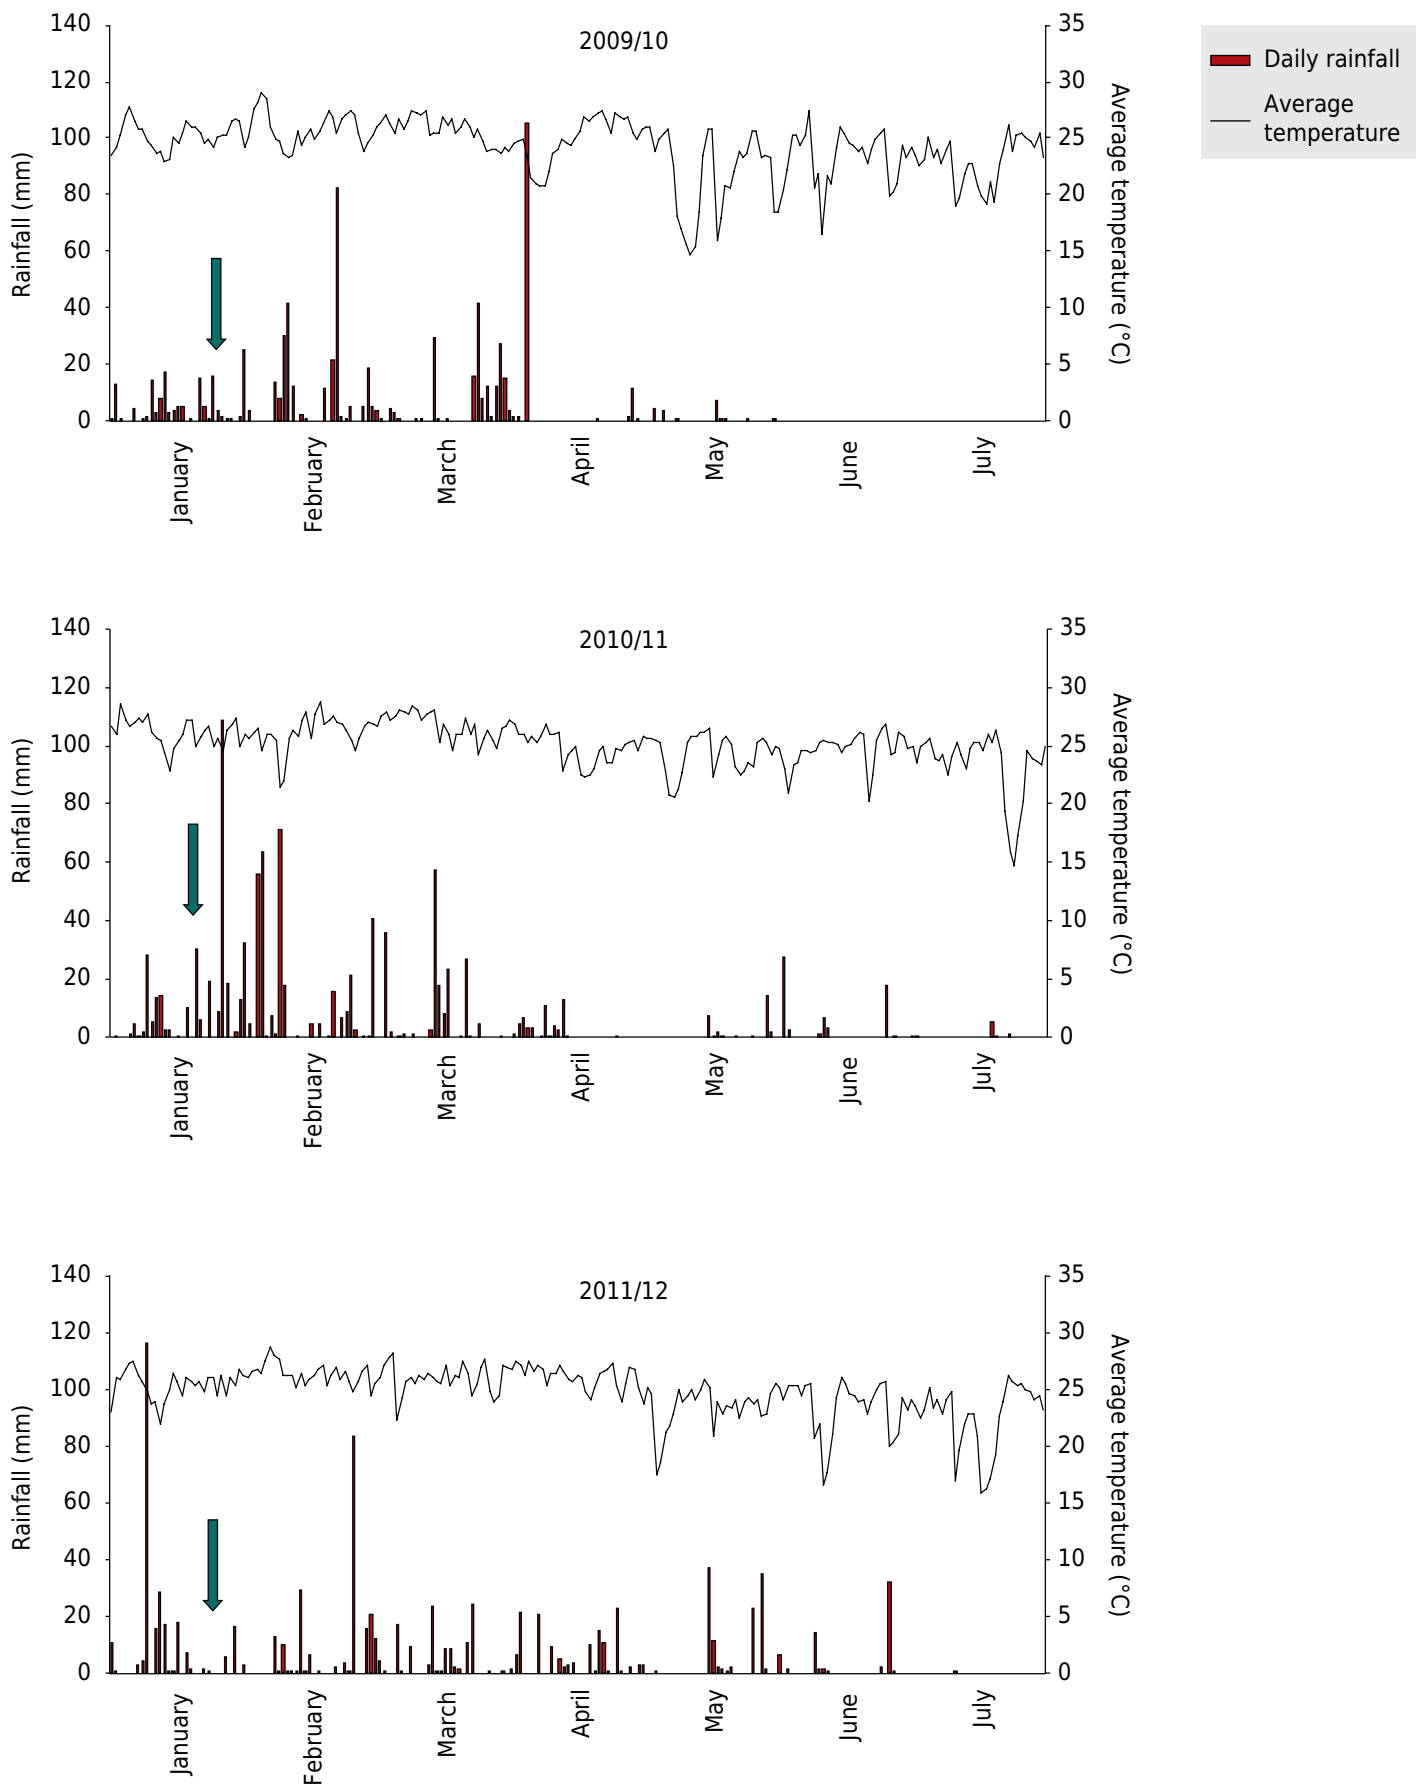 2009/10
140
120
100
80
60
40
20
0
Rainfall (mm)
35
30
25
20
15
10
5
0
Average temperature (°C)
January
February
March
April
May
June
July
Daily rainfall
Average
temperature
2010/11
140
120
100
80
60
40
20
0
Rainfall (mm)
35
30
25
20
15
10
5
0
Average temperature (°C)
January
February
March
April
May
June
July
2011/12
140
120
100
80
60
40
20
0
Rainfall (mm)
35
30
25
20
15
10
5
0
Average temperature (°C)
January
February
March
April
May
June
July